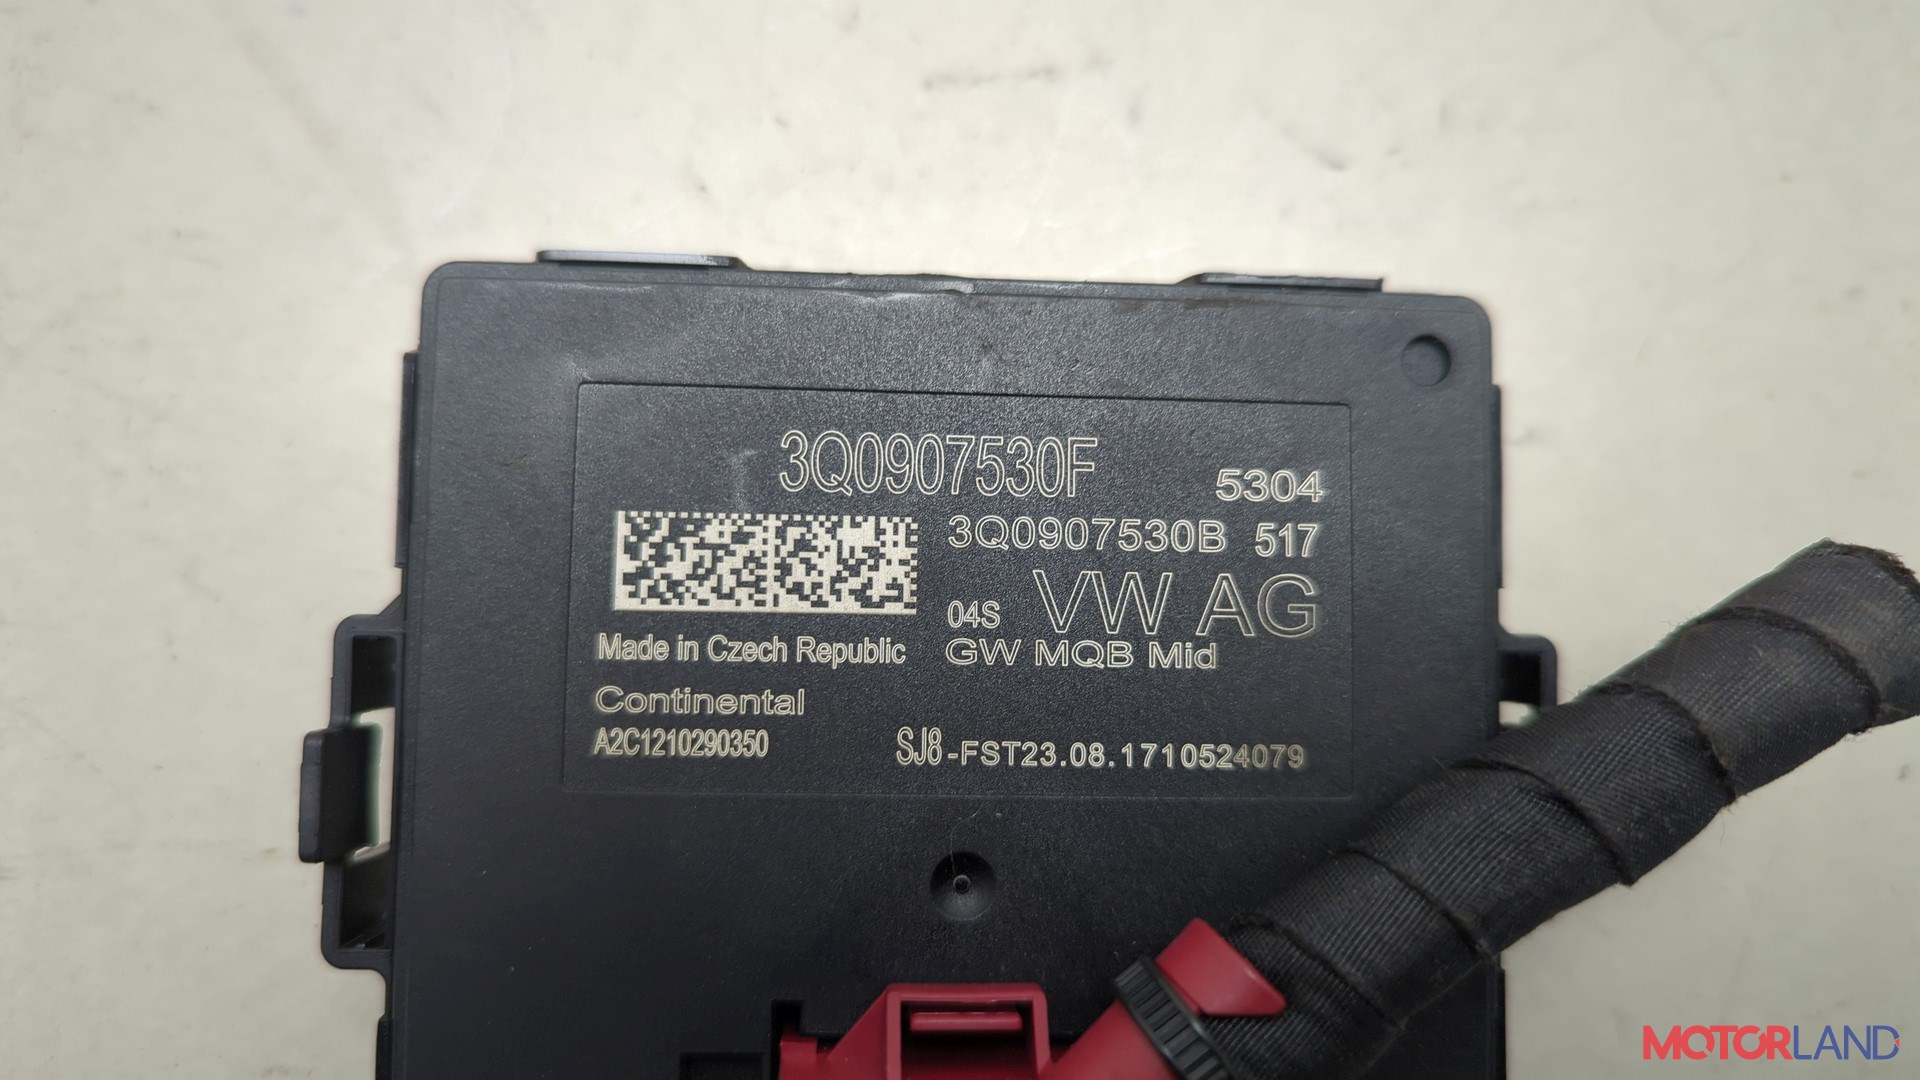 3Q0907530F
5304
3Q0907530B 517
04S VW AG
GW MQB Mid
Made in Czech Republic
Continental
A2C1210290350
SJ8-FST23.08.1710524079
MOTORLAND